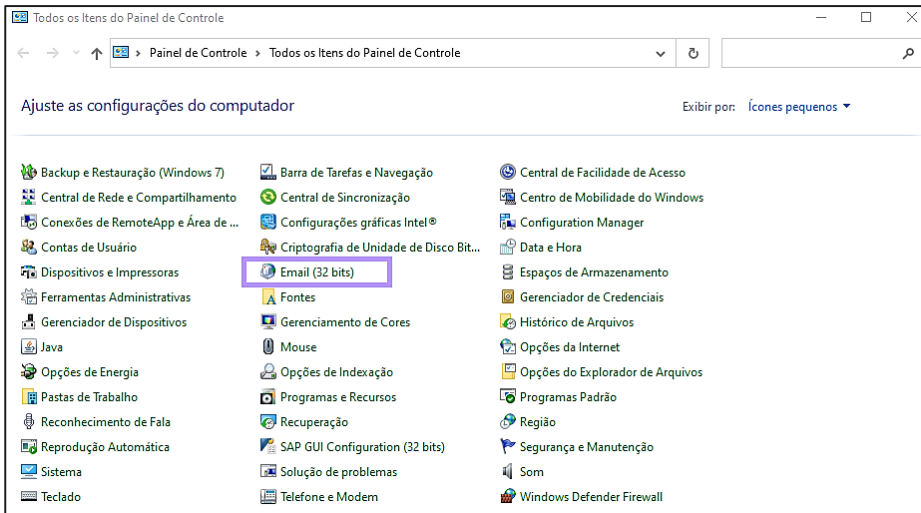 Todos os Itens do Painel de Controle
Painel de Controle > Todos os Itens do Painel de Controle
Ajuste as configurações do computador
Exibir por: Ícones pequenos
Backup e Restauração (Windows 7)
Barra de Tarefas e Navegação
Central de Facilidade de Acesso
Central de Rede e Compartilhamento
Central de Sincronização
Centro de Mobilidade do Windows
Conexões de RemoteApp e Área de ...
Configurações gráficas Intel®
Configuration Manager
Contas de Usuário
Criptografia de Unidade de Disco Bit...
Data e Hora
Dispositivos e Impressoras
Email (32 bits)
Espaços de Armazenamento
Ferramentas Administrativas
Fontes
Gerenciador de Credenciais
Gerenciador de Dispositivos
Gerenciamento de Cores
Histórico de Arquivos
Java
Mouse
Opções da Internet
Opções de Energia
Opções de Indexação
Opções do Explorador de Arquivos
Pastas de Trabalho
Programas e Recursos
Programas Padrão
Reconhecimento de Fala
Recuperação
Região
Reprodução Automática
SAP GUI Configuration (32 bits)
Segurança e Manutenção
Sistema
Solução de problemas
Som
Teclado
Telefone e Modem
Windows Defender Firewall